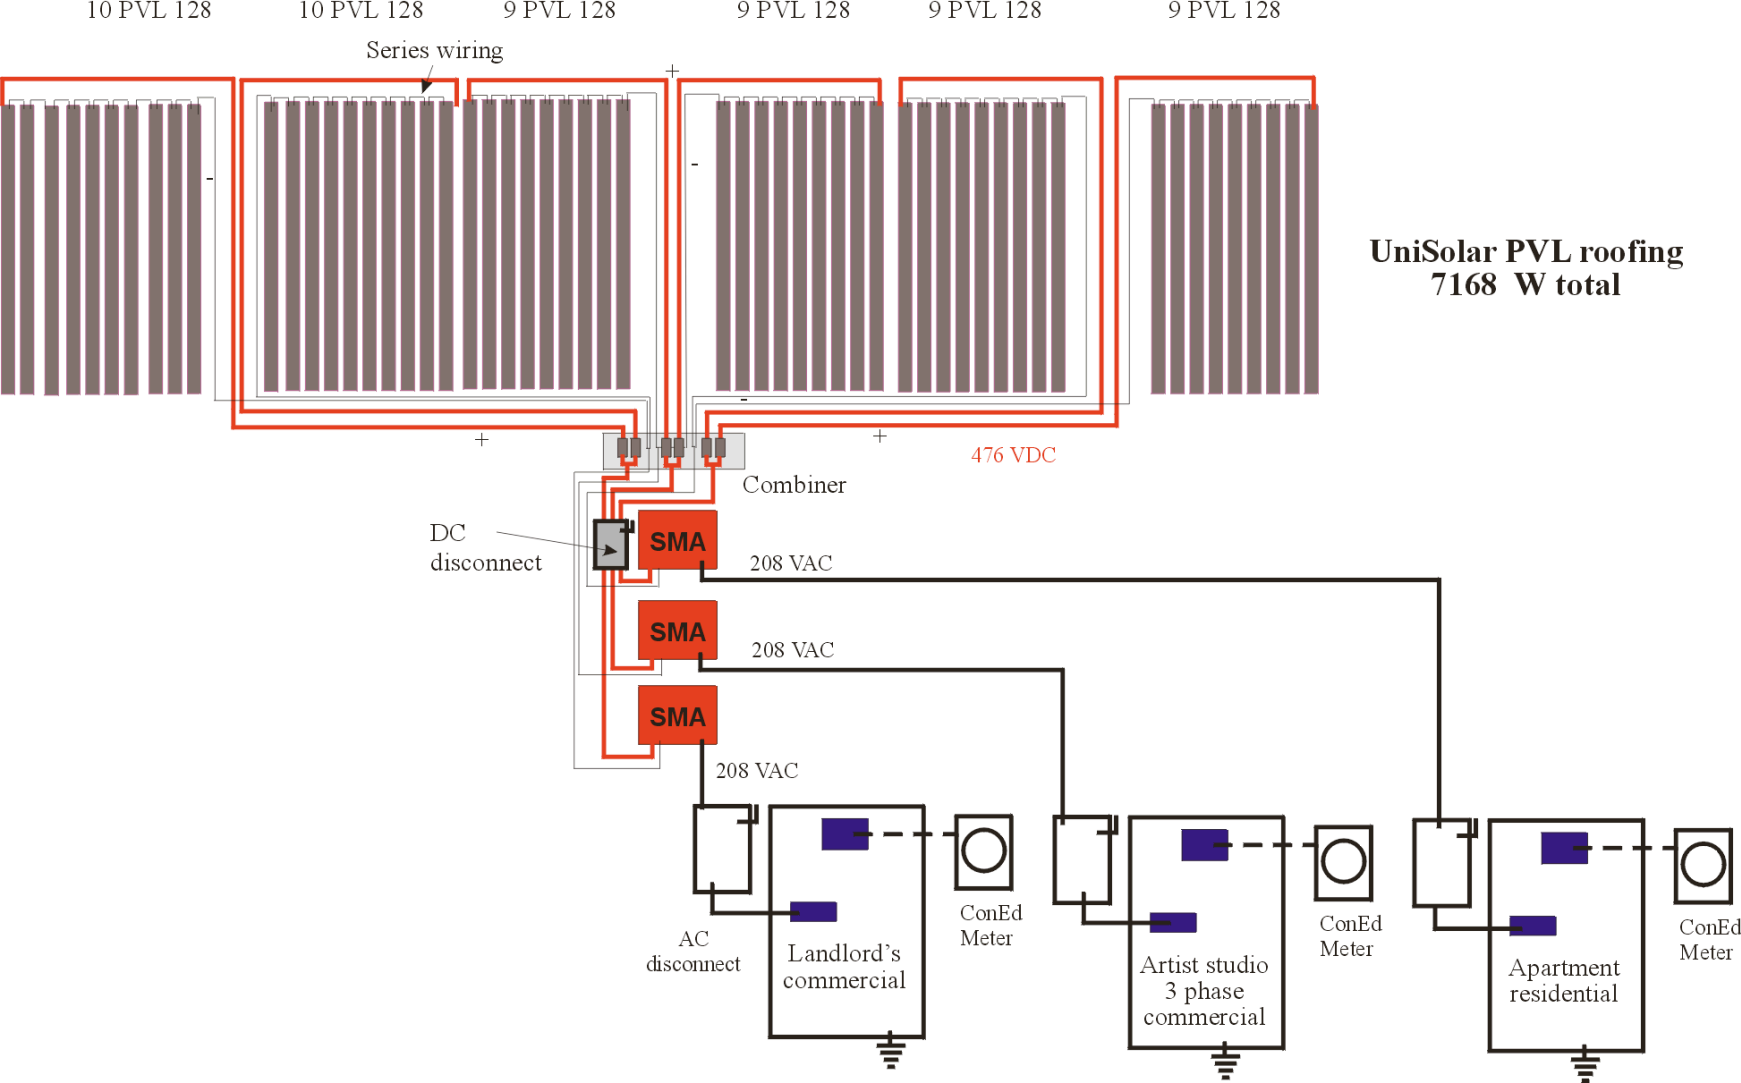 10 PVL 128
10 PVL 128
9 PVL 128
9 PVL 128
9 PVL 128
9 PVL 128
Series wiring
+
-
-
UniSolar PVL roofing
7168 W total
-
+
+
476 VDC
Combiner
DC
disconnect
SMA
208 VAC
SMA
208 VAC
SMA
208 VAC
AC
disconnect
Landlord's
commercial
ConEd
Meter
Artist studio
3 phase
commercial
ConEd
Meter
Apartment
residential
ConEd
Meter